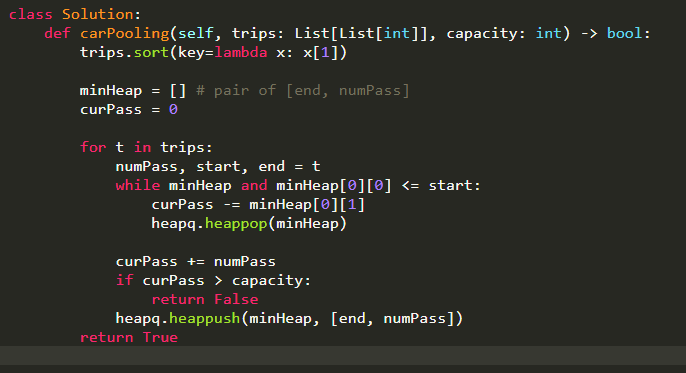 class Solution:
    def carPooling(self, trips: List[List[int]], capacity: int) -> bool:
        trips.sort(key=lambda x: x[1])

        minHeap = [] # pair of [end, numPass]
        curPass = 0

        for t in trips:
            numPass, start, end = t
            while minHeap and minHeap[0][0] <= start:
                curPass -= minHeap[0][1]
                heapq.heappop(minHeap)

            curPass += numPass
            if curPass > capacity:
                return False
            heapq.heappush(minHeap, [end, numPass])
        return True